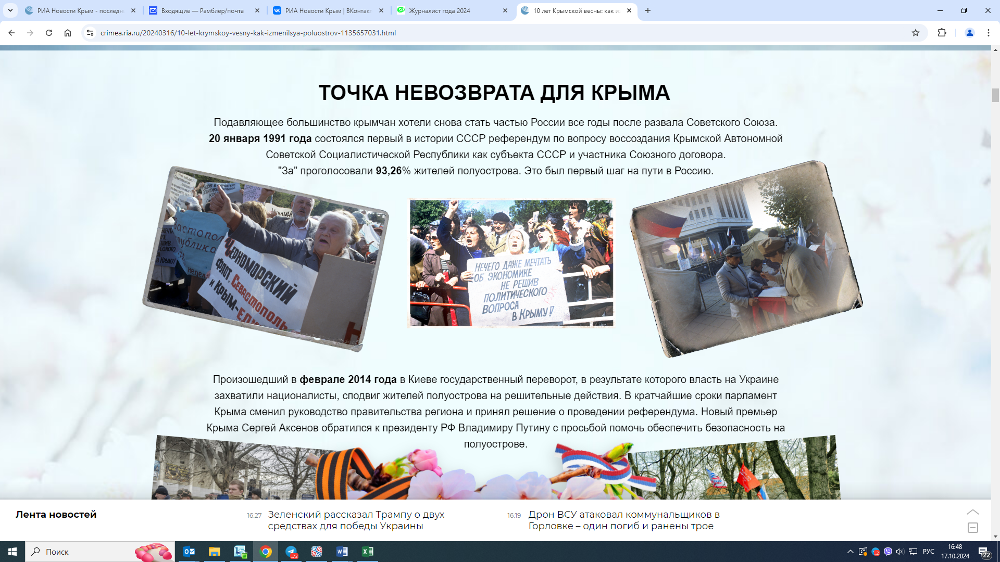 РИА Новости Крым - последн
Входящие — Рамблер/почта
РИА Новости Крым | ВКонтакт
Журналист года 2024
10 лет Крымской весны: как из
crimea.ria.ru/20240316/10-let-krymskoy-vesny-kak-izmenilsya-poluostrov-1135657031.html
ТОЧКА НЕВОЗВРАТА ДЛЯ КРЫМА
Подавляющее большинство крымчан хотели снова стать частью России все годы после развала Советского Союза.
20 января 1991 года состоялся первый в истории СССР референдум по вопросу воссоздания Крымской Автономной
Советской Социалистической Республики как субъекта СССР и участника Союзного договора.
"За" проголосовали 93,26% жителей полуострова. Это был первый шаг на пути в Россию.
ЧЕРНОМОРСКИЙ
ФЛОТ, СЕВАСТОПОЛЬ
И КРЫМ-
НЕЧЕГО ДАЖЕ МЕЧТАТЬ
ОБ ЭКОНОМИКЕ
НЕ РЕШИВ
ПОЛИТИЧЕСКОГО
ВОПРОСА
В КРЫМУ!
Произошедший в феврале 2014 года в Киеве государственный переворот, в результате которого власть на Украине
захватили националисты, сподвиг жителей полуострова на решительные действия. В кратчайшие сроки парламент
Крыма сменил руководство правительства региона и принял решение о проведении референдума. Новый премьер
Крыма Сергей Аксенов обратился к президенту РФ Владимиру Путину с просьбой помочь обеспечить безопасность на
полуострове.
Лента новостей
16:27 Зеленский рассказал Трампу о двух
средствах для победы Украины
16:19 Дрон ВСУ атаковал коммунальщиков в
Горловке – один погиб и ранены трое
Поиск
РУС
16:48
17.10.2024
22